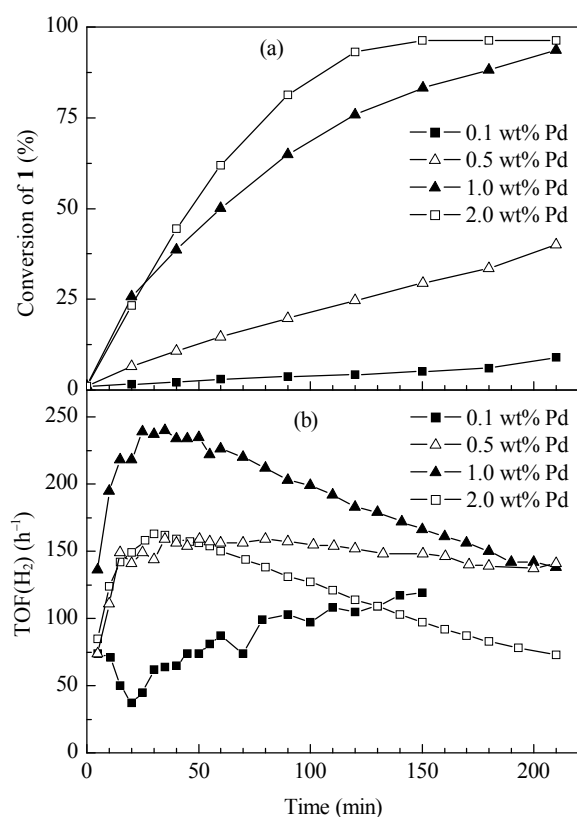 100
(a)
75
50
25
0
Conversion of 1 (%)
0.1 wt% Pd
0.5 wt% Pd
1.0 wt% Pd
2.0 wt% Pd
250
(b)
200
150
100
50
0
TOF(H₂) (h⁻¹)
0.1 wt% Pd
0.5 wt% Pd
1.0 wt% Pd
2.0 wt% Pd
0 50 100 150 200
Time (min)